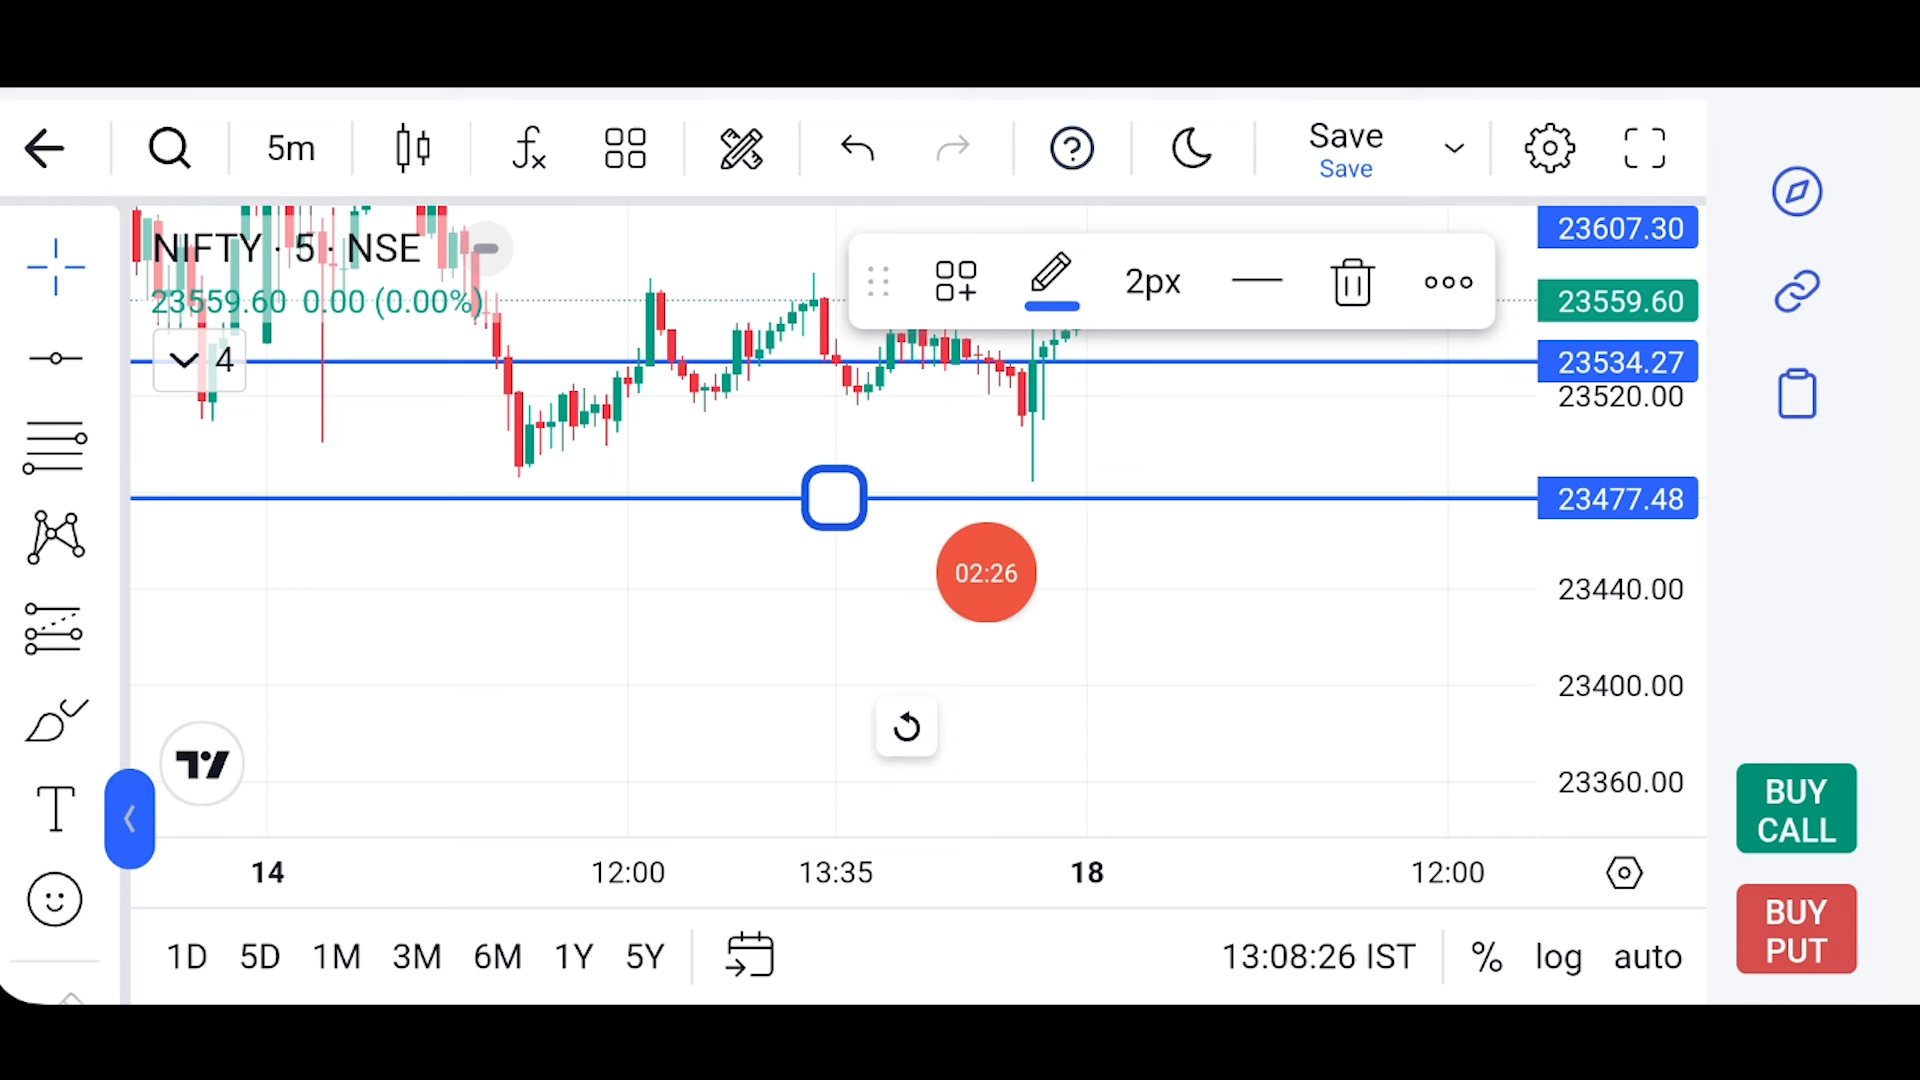 5m
Save
Save
NIFTY · 5 · NSE
23559.60 0.00 (0.00%)
4
2px
23607.30
23559.60
23534.27
23520.00
23477.48
23440.00
23400.00
23360.00
02:26
T
14 12:00 13:35 18 12:00
1D 5D 1M 3M 6M 1Y 5Y
13:08:26 IST % log auto
BUY
CALL
BUY
PUT